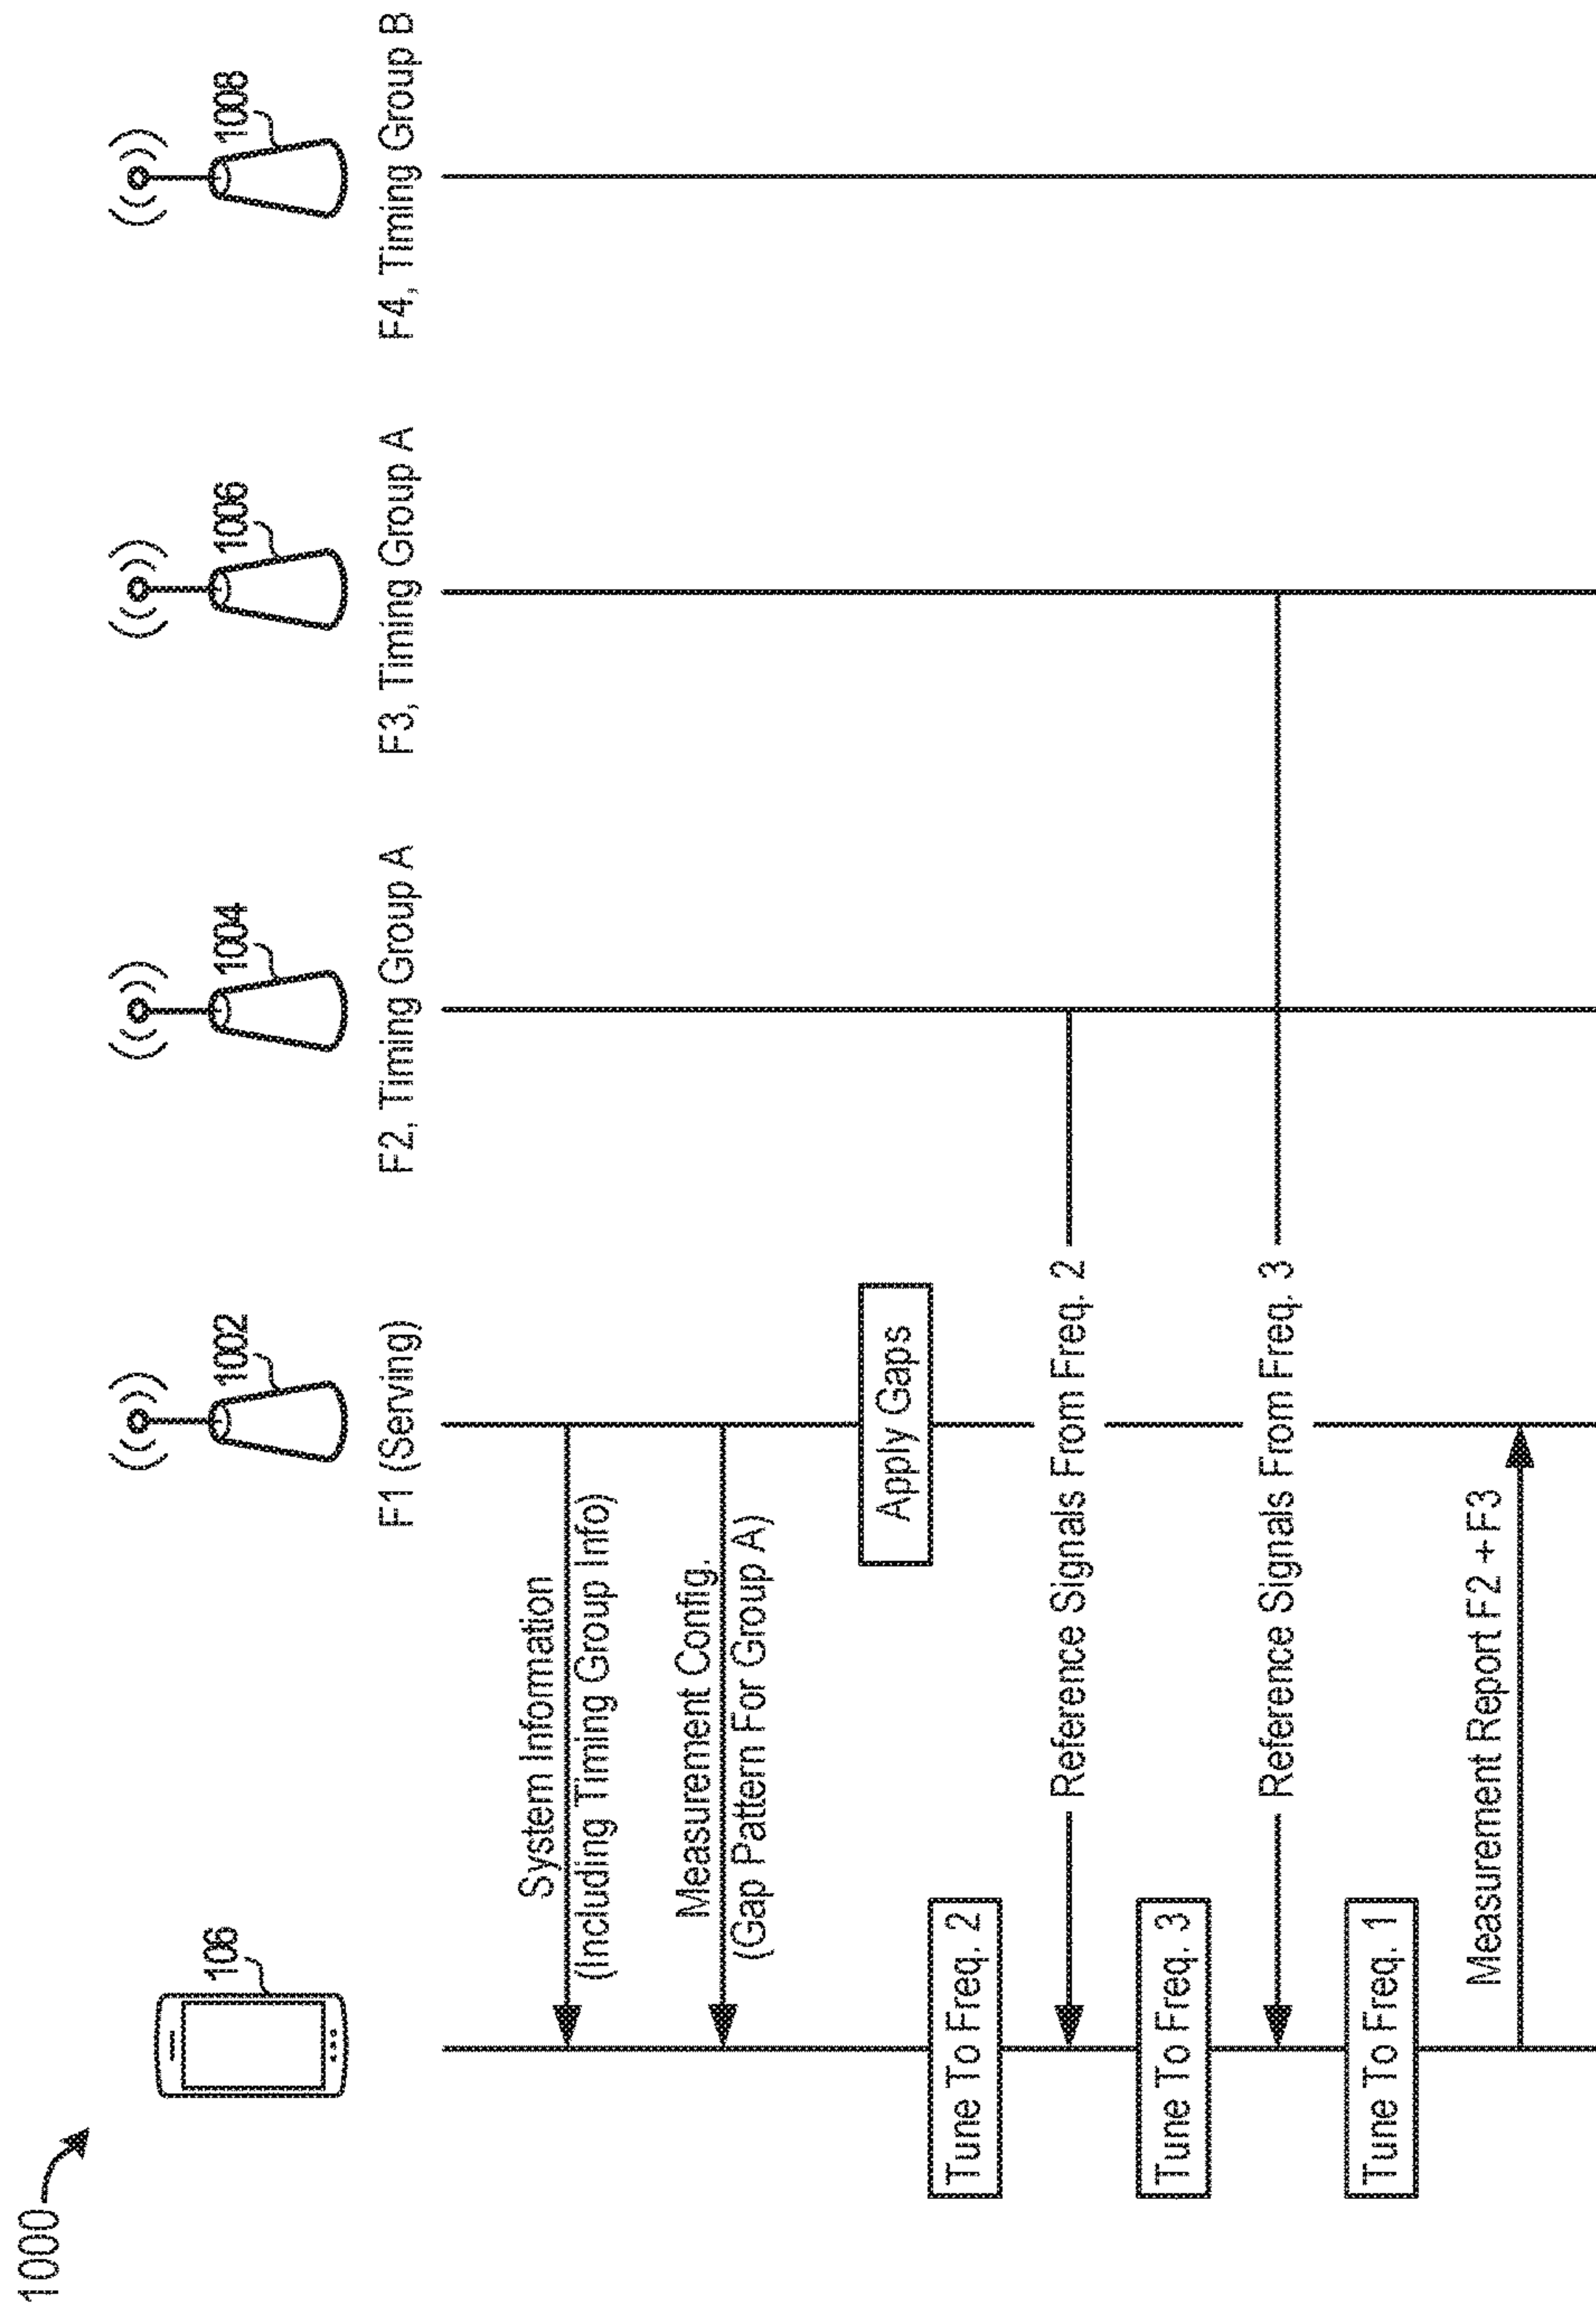 1000
106
1002
1004
1006
1008
F1 (Serving)
F2, Timing Group A
F3, Timing Group A
F4, Timing Group B
System Information
(Including Timing Group Info)
Measurement Config.
(Gap Pattern For Group A)
Apply Gaps
Tune To Freq. 2
Reference Signals From Freq. 2
Tune To Freq. 3
Reference Signals From Freq. 3
Tune To Freq. 1
Measurement Report F2 + F3